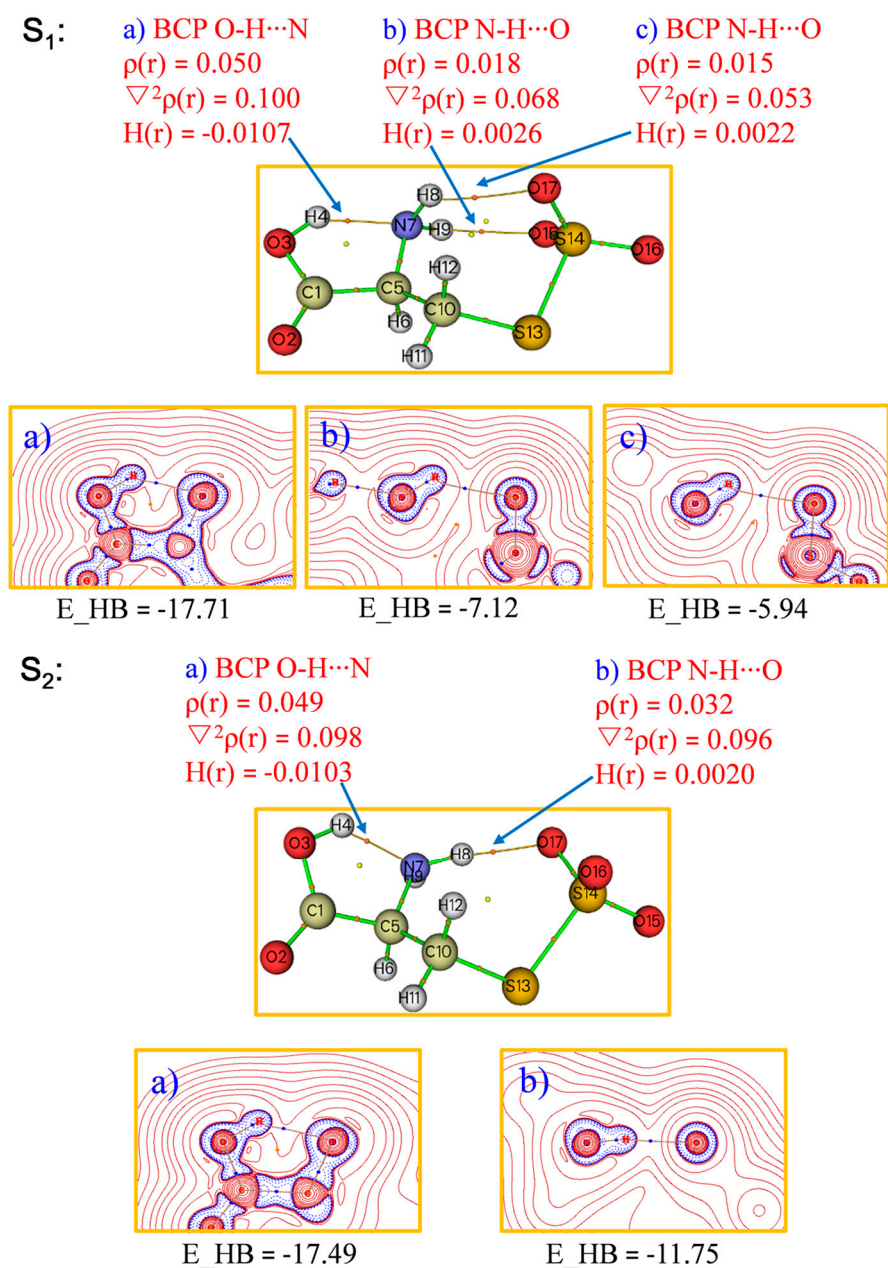 S₁:
a) BCP O-H···N
ρ(r) = 0.050
▽²ρ(r) = 0.100
H(r) = -0.0107
b) BCP N-H···O
ρ(r) = 0.018
▽²ρ(r) = 0.068
H(r) = 0.0026
c) BCP N-H···O
ρ(r) = 0.015
▽²ρ(r) = 0.053
H(r) = 0.0022
H8
O17
H4
N7
H9
O15
S14
O16
O3
H12
C1
C5
C10
H6
O2
S13
H11
a)
b)
c)
E_HB = -17.71
E_HB = -7.12
E_HB = -5.94
S₂:
a) BCP O-H···N
ρ(r) = 0.049
▽²ρ(r) = 0.098
H(r) = -0.0103
b) BCP N-H···O
ρ(r) = 0.032
▽²ρ(r) = 0.096
H(r) = 0.0020
H4
O3
H8
O17
N7
H9
O16
S14
H12
C1
C5
O15
C10
O2
H6
S13
H11
a)
b)
E_HB = -17.49
E_HB = -11.75